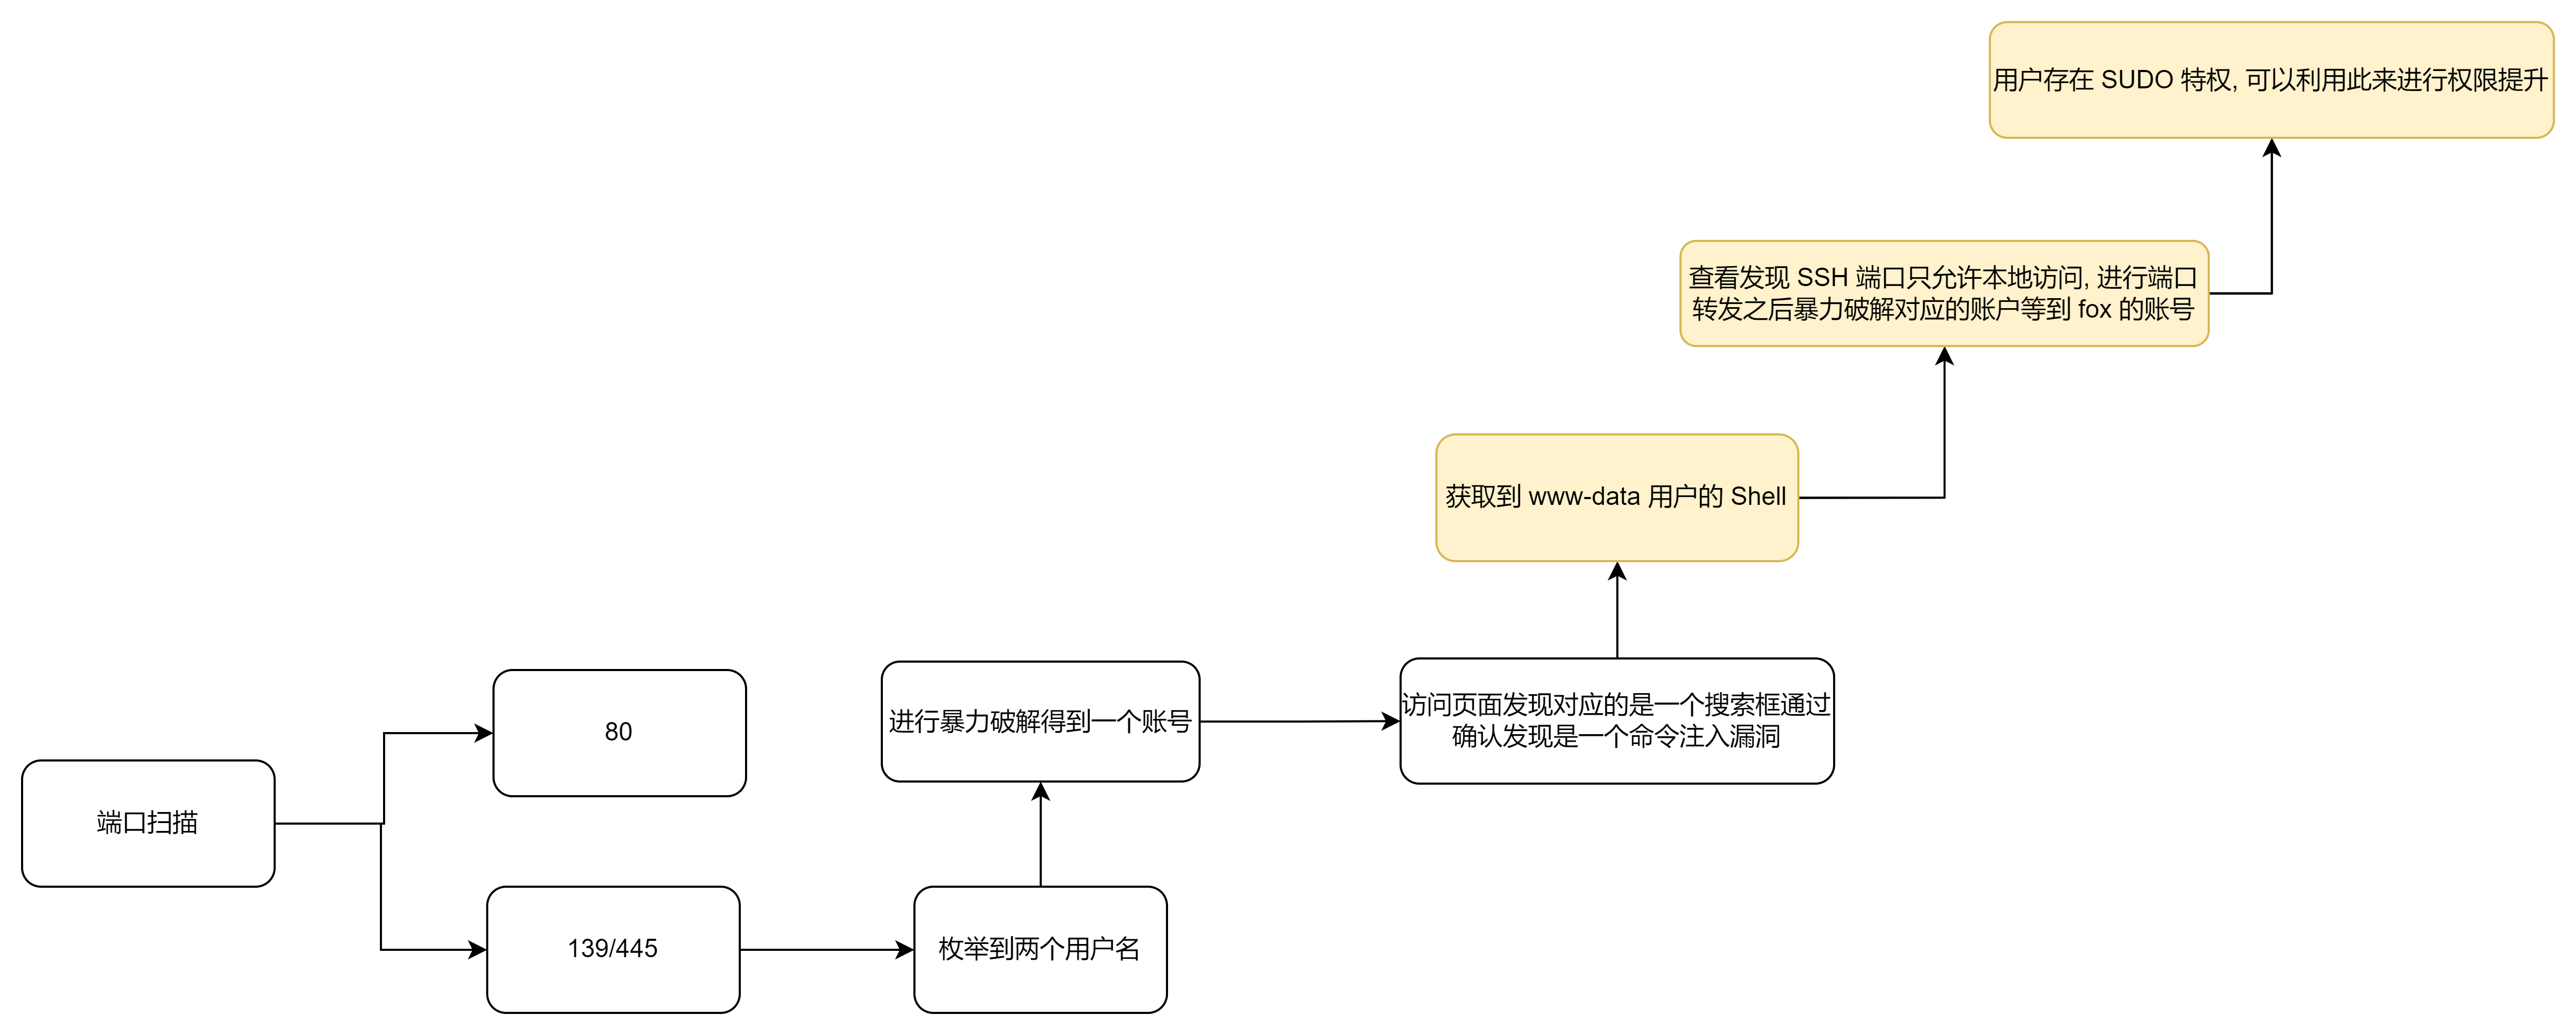 端口扫描
80
139/445
枚举到两个用户名
进行暴力破解得到一个账号
访问页面发现对应的是一个搜索框通过
确认发现是一个命令注入漏洞
获取到 www-data 用户的 Shell
查看发现 SSH 端口只允许本地访问, 进行端口
转发之后暴力破解对应的账户等到 fox 的账号
用户存在 SUDO 特权, 可以利用此来进行权限提升